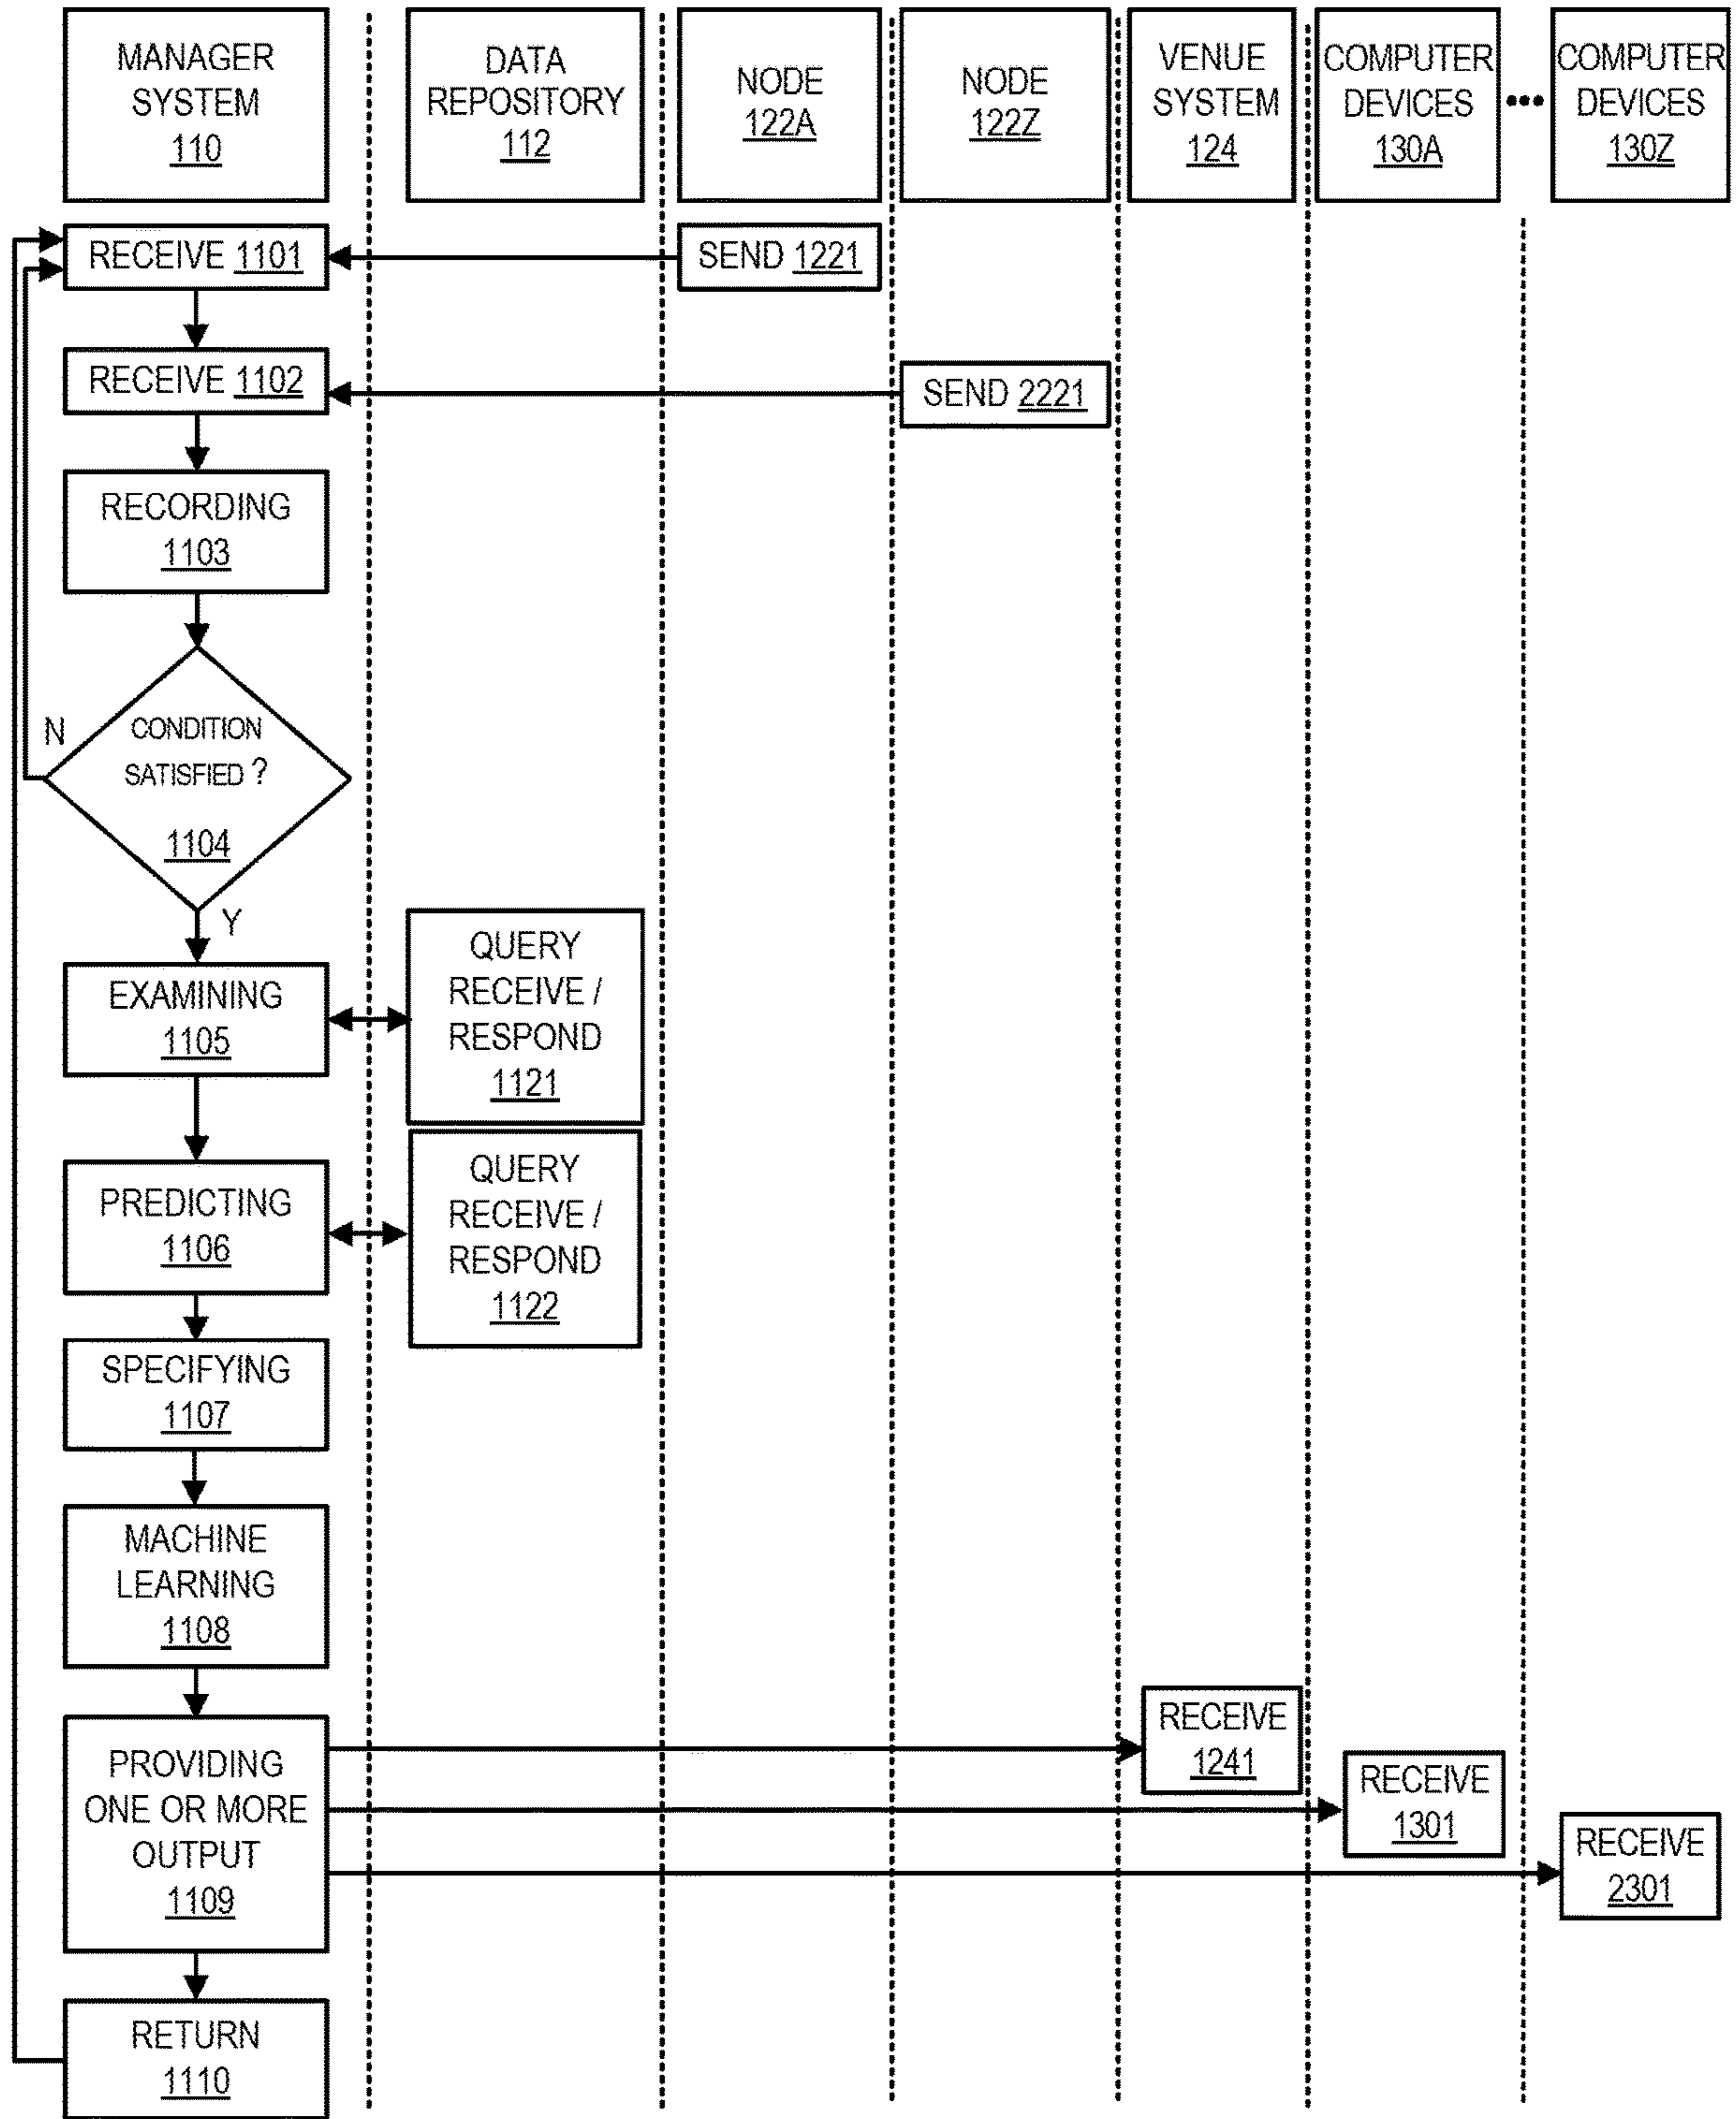 MANAGER
SYSTEM
110
DATA
REPOSITORY
112
NODE
122A
NODE
122Z
VENUE
SYSTEM
124
COMPUTER
DEVICES
130A
•••
COMPUTER
DEVICES
130Z
RECEIVE 1101
SEND 1221
RECEIVE 1102
SEND 2221
RECORDING
1103
CONDITION
SATISFIED ?
1104
N
Y
EXAMINING
1105
QUERY
RECEIVE /
RESPOND
1121
PREDICTING
1106
QUERY
RECEIVE /
RESPOND
1122
SPECIFYING
1107
MACHINE
LEARNING
1108
PROVIDING
ONE OR MORE
OUTPUT
1109
RECEIVE
1241
RECEIVE
1301
RECEIVE
2301
RETURN
1110